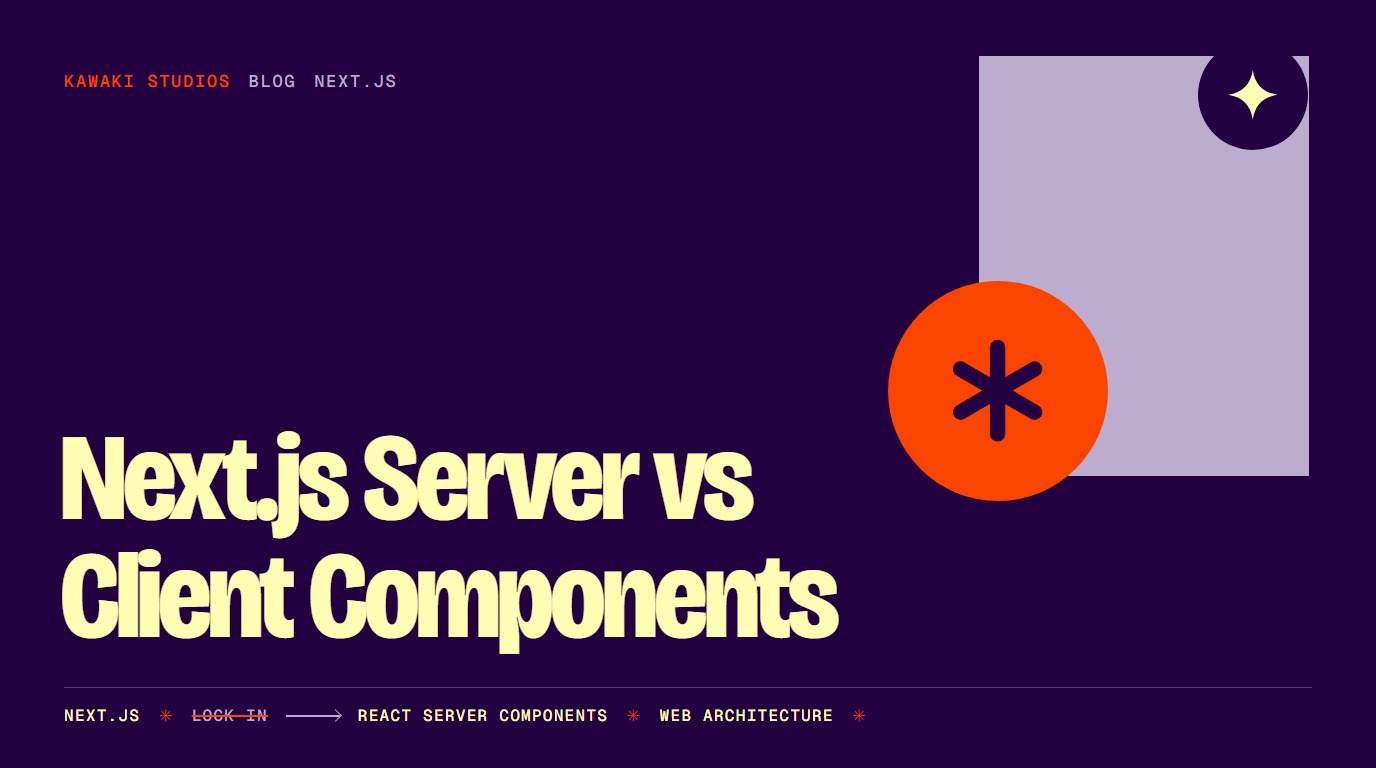 KAWAKI STUDIOS BLOG NEXT.JS
Next.js Server vs
Client Components
NEXT.JS LOCK IN REACT SERVER COMPONENTS WEB ARCHITECTURE